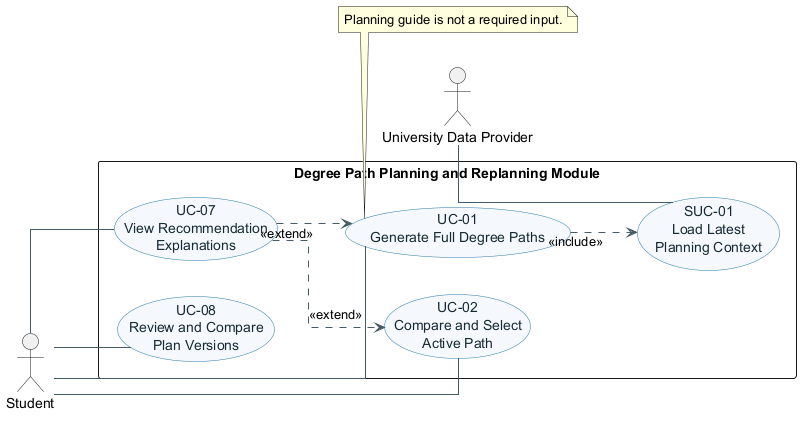 Planning guide is not a required input.
University Data Provider
Degree Path Planning and Replanning Module
UC-07
View Recommendation
Explanations
«extend»
UC-01
Generate Full Degree Paths
«include»
SUC-01
Load Latest
Planning Context
UC-08
Review and Compare
Plan Versions
«extend»
UC-02
Compare and Select
Active Path
Student